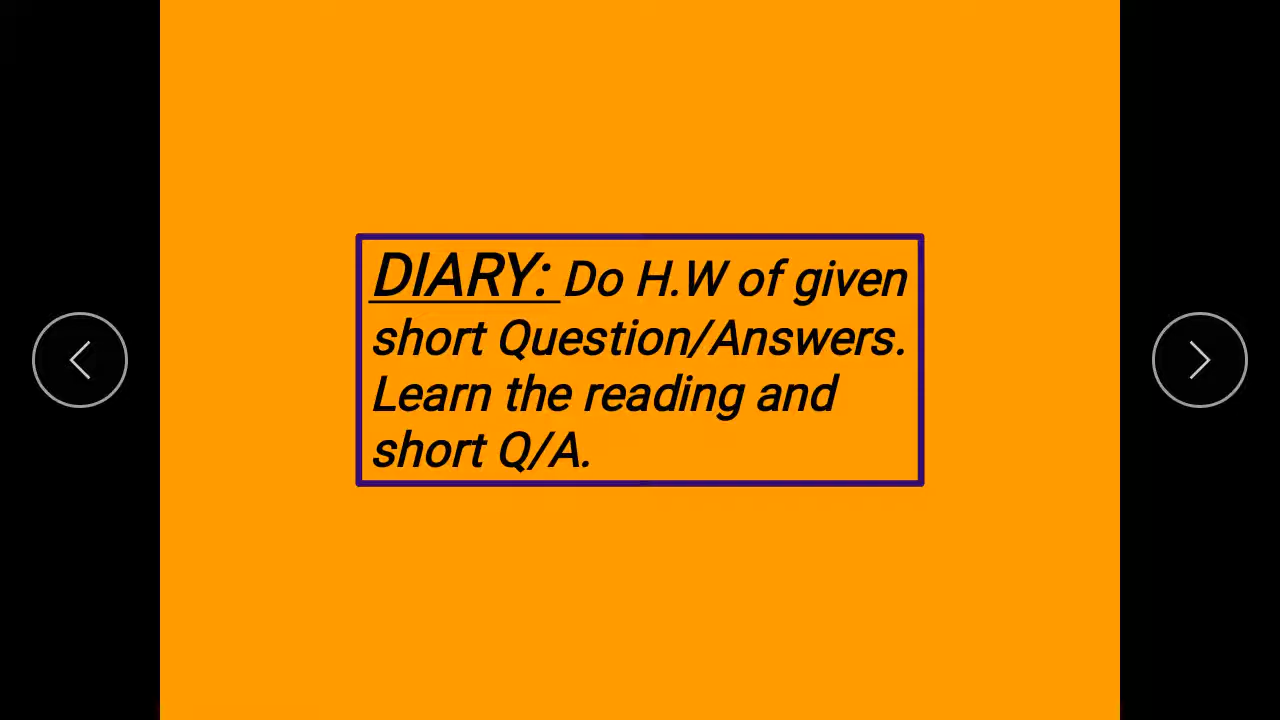 DIARY: Do H.W of given
short Question/Answers.
Learn the reading and
short Q/A.